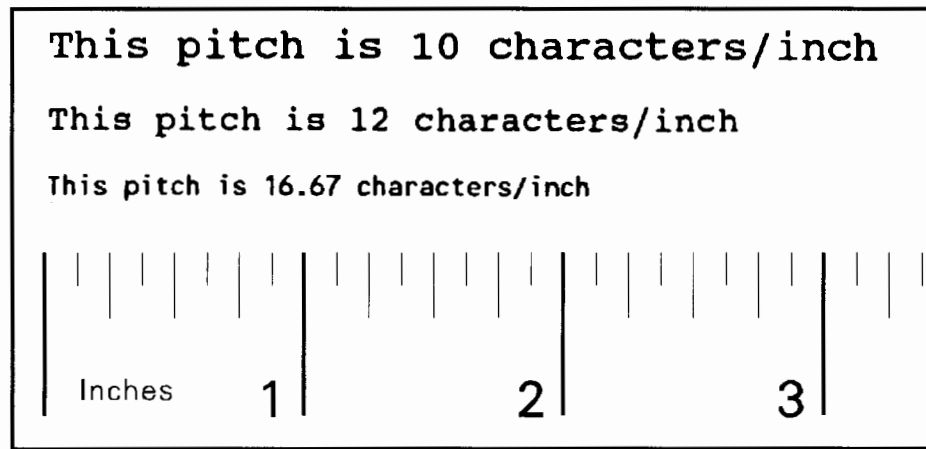 This pitch is 10 characters/inch
This pitch is 12 characters/inch
This pitch is 16.67 characters/inch
Inches 1 2 3